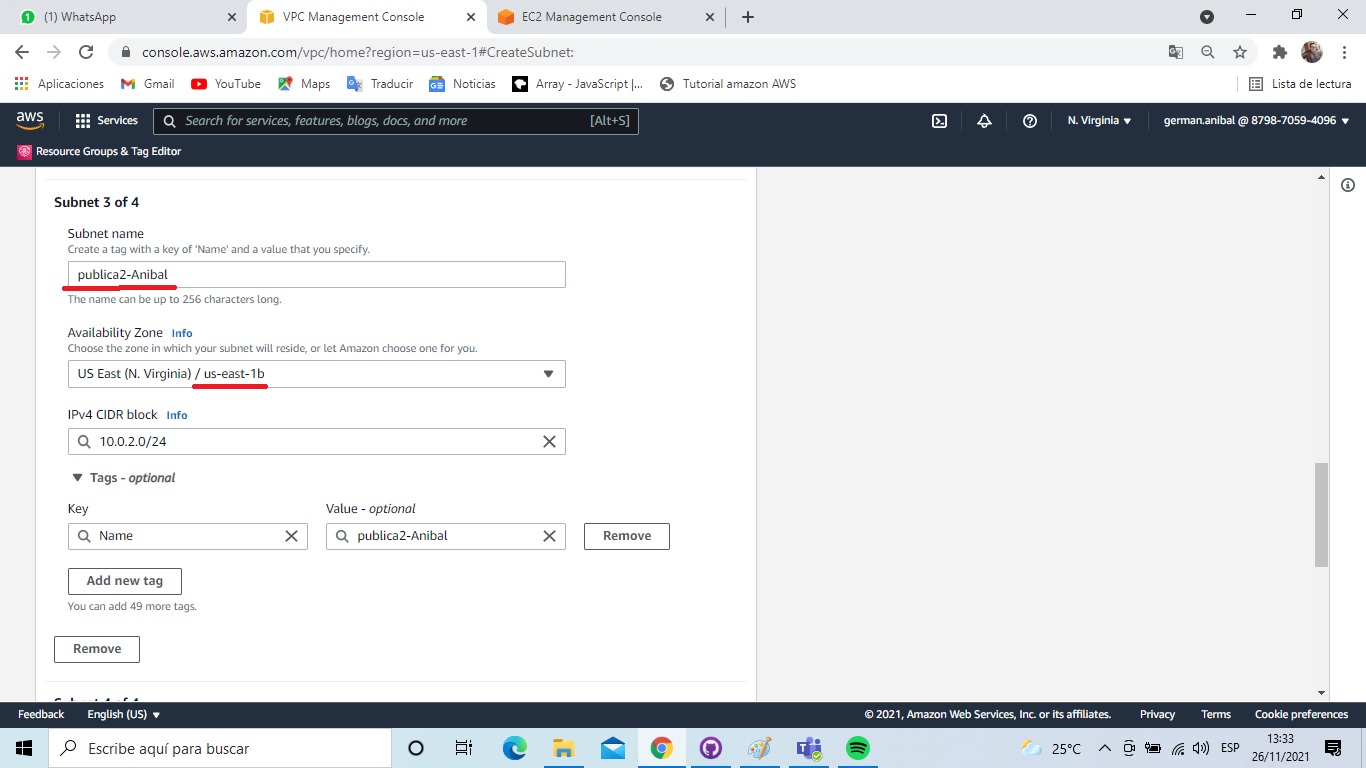 (1) WhatsApp
VPC Management Console
EC2 Management Console
console.aws.amazon.com/vpc/home?region=us-east-1#CreateSubnet:
Aplicaciones
Gmail
YouTube
Maps
Traducir
Noticias
Array - JavaScript |...
Tutorial amazon AWS
Lista de lectura
aws
Services
Search for services, features, blogs, docs, and more
[Alt+S]
N. Virginia
german.anibal @ 8798-7059-4096
Resource Groups & Tag Editor
Subnet 3 of 4
Subnet name
Create a tag with a key of 'Name' and a value that you specify.
publica2-Anibal
The name can be up to 256 characters long.
Availability Zone Info
Choose the zone in which your subnet will reside, or let Amazon choose one for you.
US East (N. Virginia) / us-east-1b
IPv4 CIDR block Info
10.0.2.0/24
Tags - optional
Key
Value - optional
Name
publica2-Anibal
Remove
Add new tag
You can add 49 more tags.
Remove
Subnet 4 of 4
Feedback
English (US)
© 2021, Amazon Web Services, Inc. or its affiliates.
Privacy
Terms
Cookie preferences
Escribe aquí para buscar
25°C
ESP
13:33
26/11/2021